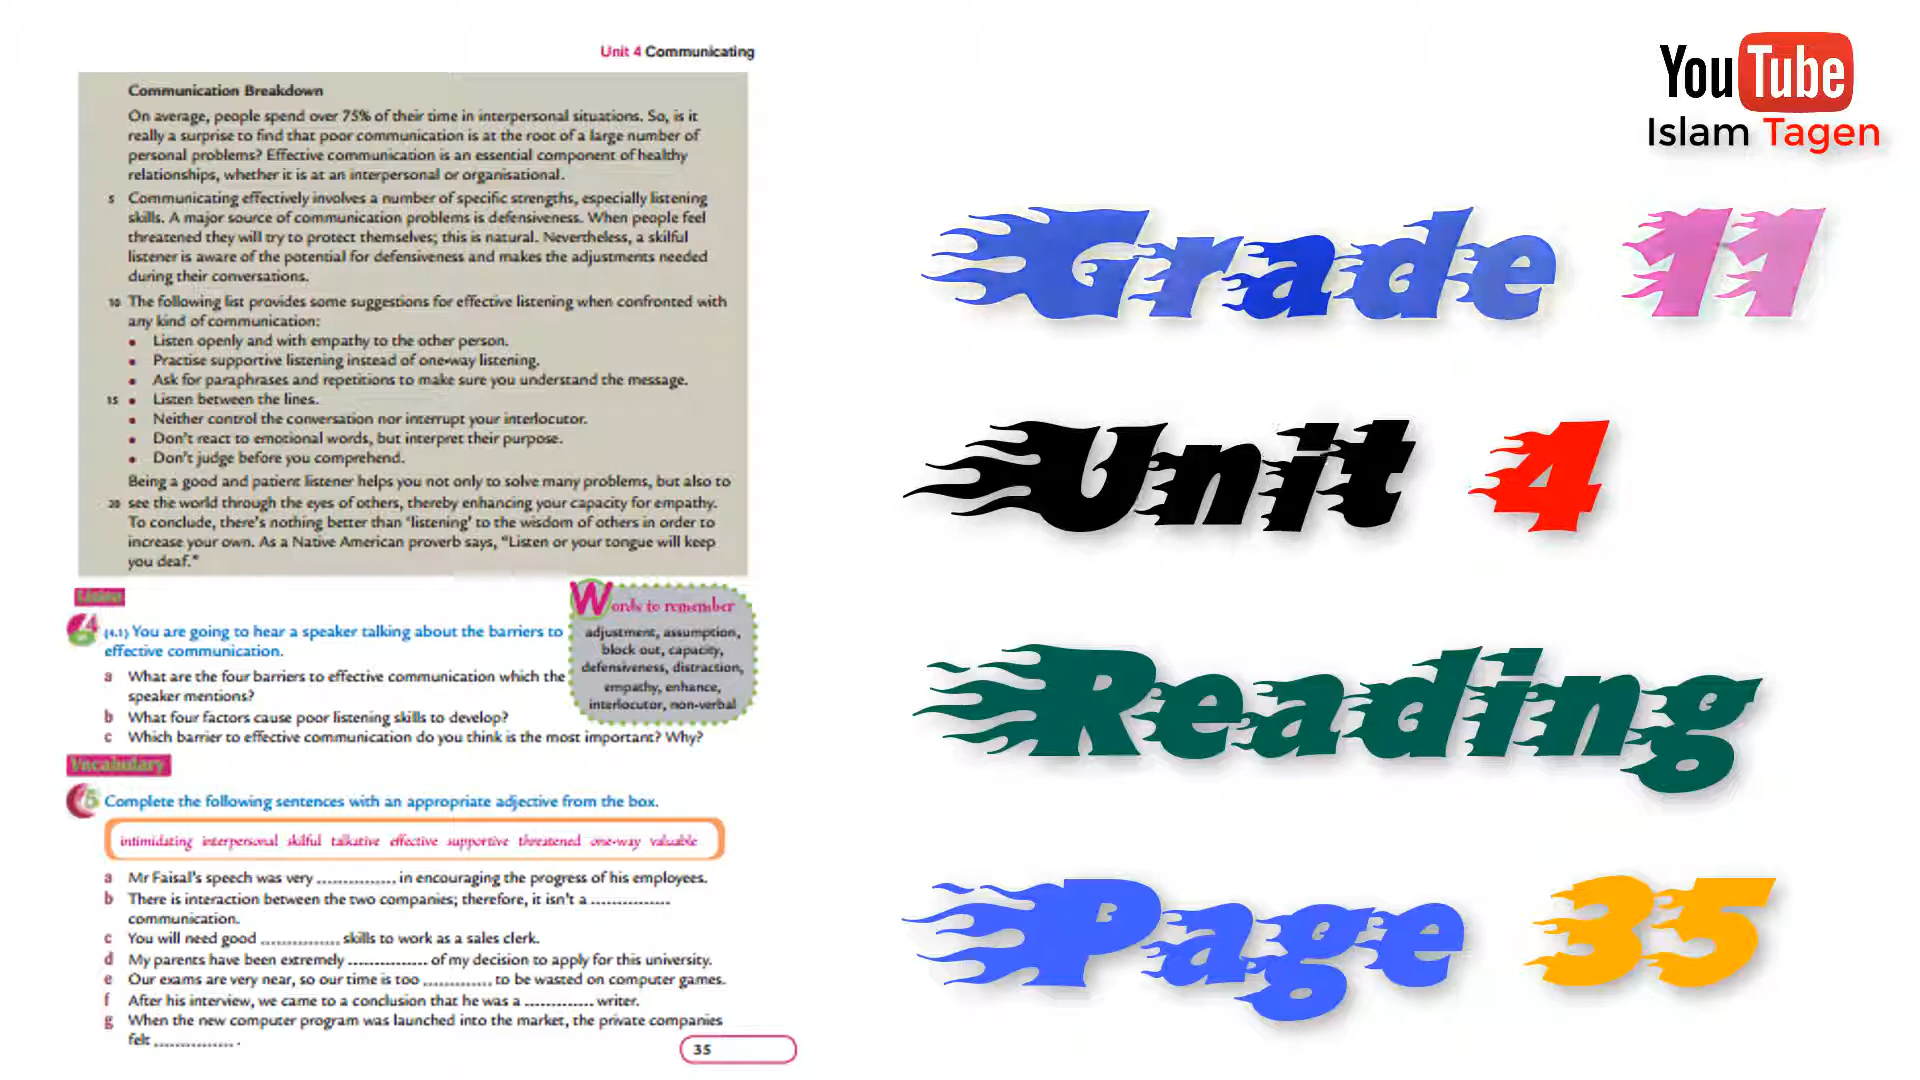 Unit 4 Communicating
Communication Breakdown
On average, people spend over 75% of their time in interpersonal situations. So, is it
really a surprise to find that poor communication is at the root of a large number of
personal problems? Effective communication is an essential component of healthy
relationships, whether it is at an interpersonal or organisational.
5 Communicating effectively involves a number of specific strengths, especially listening
skills. A major source of communication problems is defensiveness. When people feel
threatened they will try to protect themselves; this is natural. Nevertheless, a skilful
listener is aware of the potential for defensiveness and makes the adjustments needed
during their conversations.
10 The following list provides some suggestions for effective listening when confronted with
any kind of communication:
• Listen openly and with empathy to the other person.
• Practise supportive listening instead of one-way listening.
• Ask for paraphrases and repetitions to make sure you understand the message.
15 • Listen between the lines.
• Neither control the conversation nor interrupt your interlocutor.
• Don't react to emotional words, but interpret their purpose.
• Don't judge before you comprehend.
Being a good and patient listener helps you not only to solve many problems, but also to
20 see the world through the eyes of others, thereby enhancing your capacity for empathy.
To conclude, there's nothing better than 'listening' to the wisdom of others in order to
increase your own. As a Native American proverb says, "Listen or your tongue will keep
you deaf."
Listen
4 (4.1) You are going to hear a speaker talking about the barriers to
effective communication.
a What are the four barriers to effective communication which the
speaker mentions?
b What four factors cause poor listening skills to develop?
c Which barrier to effective communication do you think is the most important? Why?
Words to remember
adjustment, assumption,
block out, capacity,
defensiveness, distraction,
empathy, enhance,
interlocutor, non-verbal
Vocabulary
5 Complete the following sentences with an appropriate adjective from the box.
intimidating interpersonal skilful talkative effective supportive threatened one-way valuable
a Mr Faisal's speech was very ............... in encouraging the progress of his employees.
b There is interaction between the two companies; therefore, it isn't a ...............
communication.
c You will need good ............... skills to work as a sales clerk.
d My parents have been extremely ............... of my decision to apply for this university.
e Our exams are very near, so our time is too ............. to be wasted on computer games.
f After his interview, we came to a conclusion that he was a ............. writer.
g When the new computer program was launched into the market, the private companies
felt ............... .
35
YouTube
Islam Tagen
Grade 11
Unit 4
Reading
Page 35